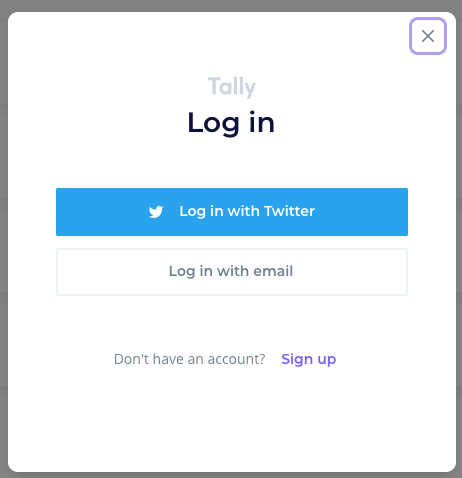 Tally
Log in
Log in with Twitter
Log in with email
Don't have an account? Sign up